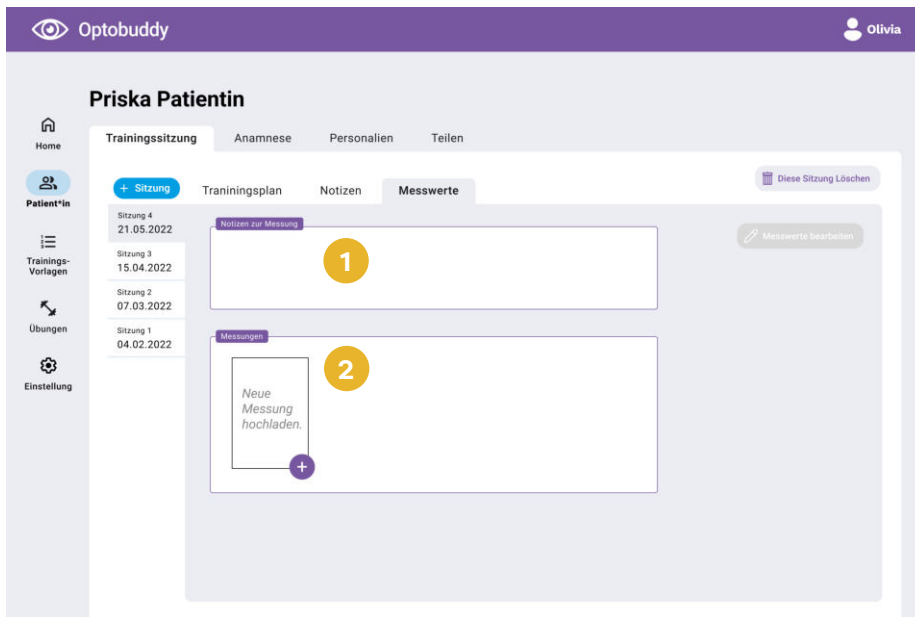 Optobuddy
Olivia
Priska Patientin
Home
Patient*in
Trainings-
Vorlagen
Übungen
Einstellung
Trainingssitzung
Anamnese
Personalien
Teilen
+ Sitzung
Traniningsplan
Notizen
Messwerte
Diese Sitzung Löschen
Sitzung 4
21.05.2022
Sitzung 3
15.04.2022
Sitzung 2
07.03.2022
Sitzung 1
04.02.2022
Notizen zur Messung
1
Messwerte bearbeiten
Messungen
2
Neue
Messung
hochladen.
+